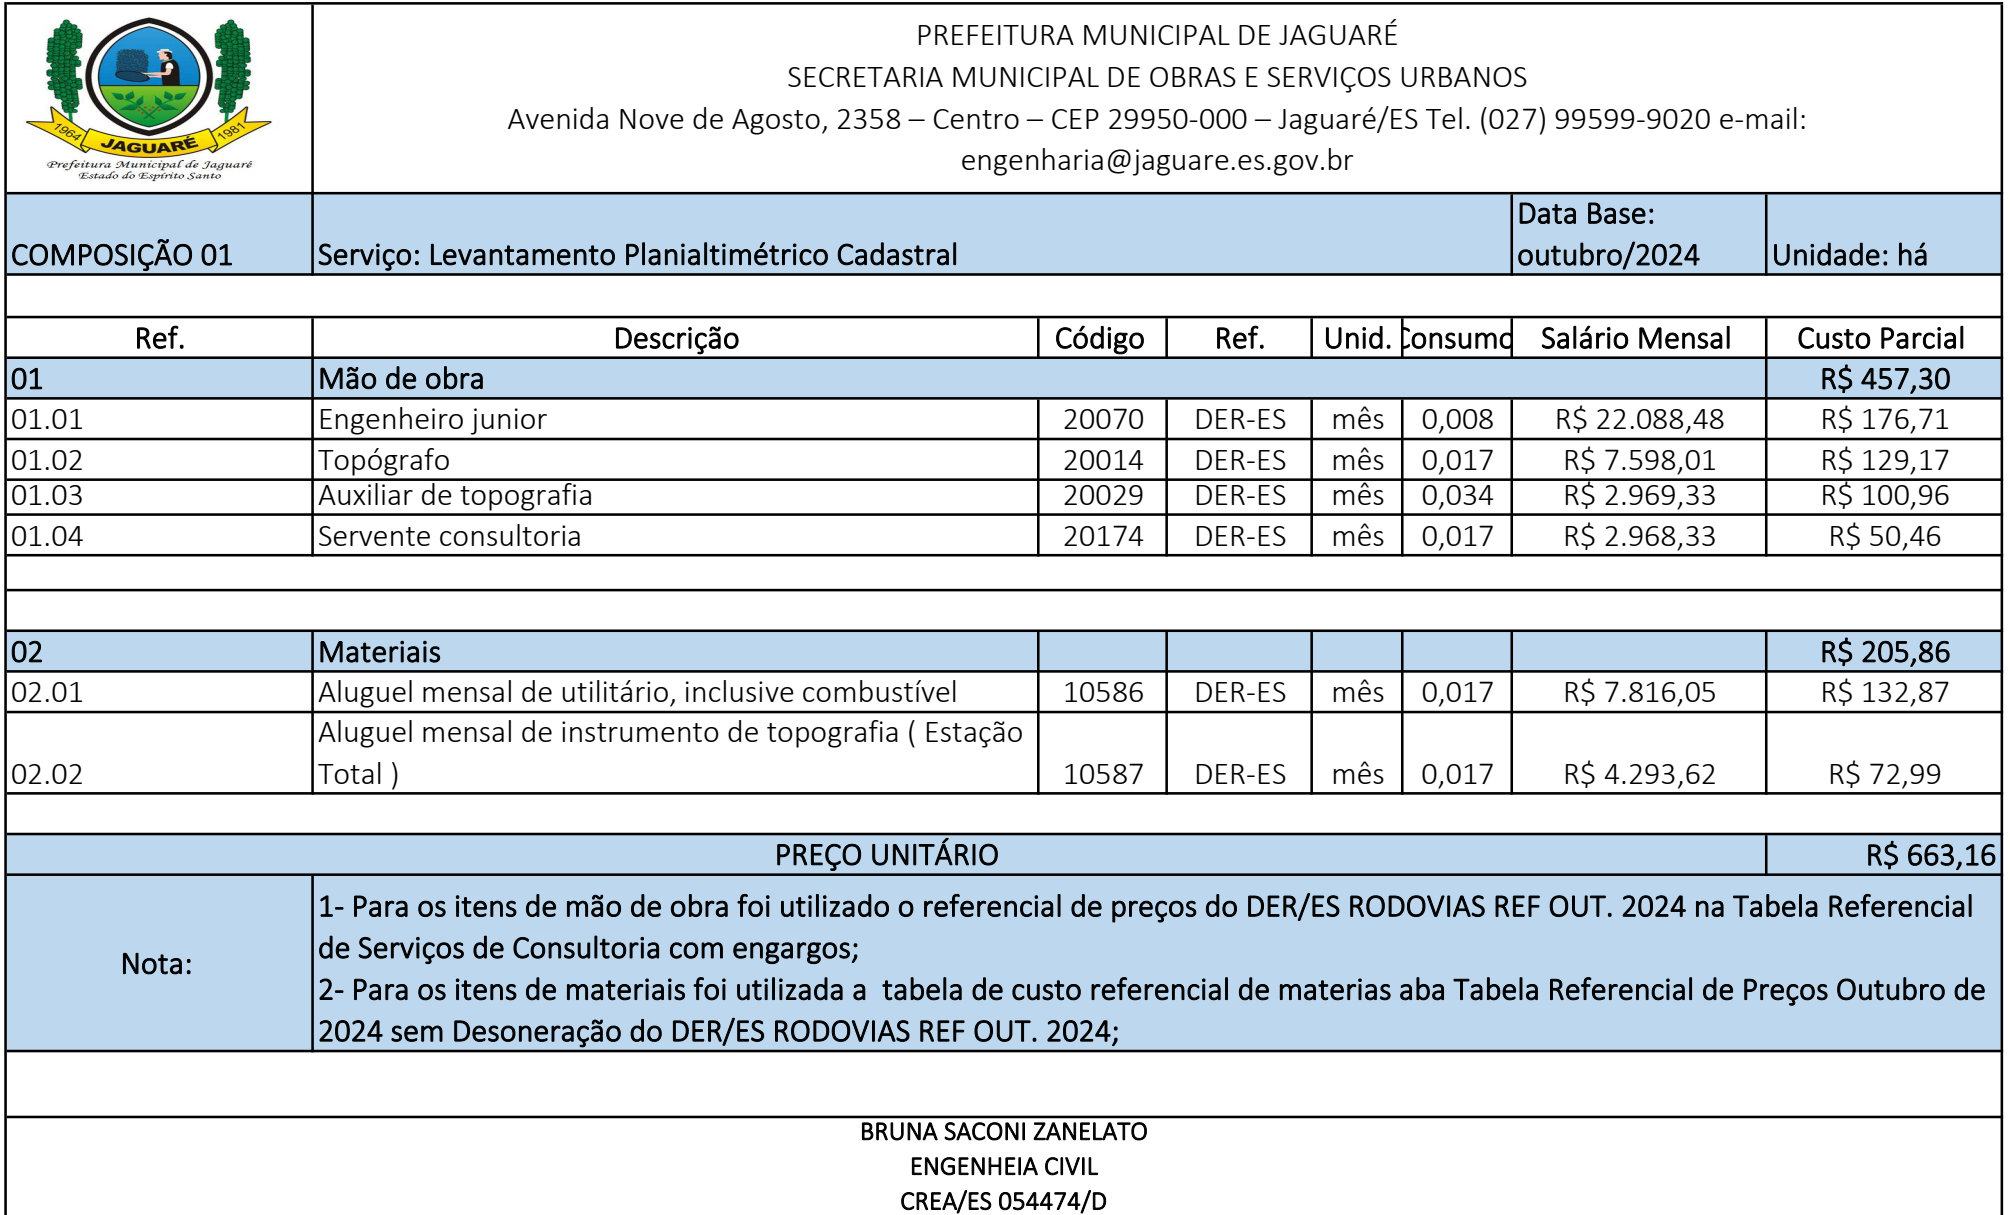 1964
1981
JAGUARÉ
Prefeitura Municipal de Jaguaré
Estado do Espírito Santo
PREFEITURA MUNICIPAL DE JAGUARÉ
SECRETARIA MUNICIPAL DE OBRAS E SERVIÇOS URBANOS
Avenida Nove de Agosto, 2358 – Centro – CEP 29950-000 – Jaguaré/ES Tel. (027) 99599-9020 e-mail:
engenharia@jaguare.es.gov.br
COMPOSIÇÃO 01 Serviço: Levantamento Planialtimétrico Cadastral Data Base: outubro/2024 Unidade: há
Ref. Descrição Código Ref. Unid. Consumo Salário Mensal Custo Parcial
01 Mão de obra R$ 457,30
01.01 Engenheiro junior 20070 DER-ES mês 0,008 R$ 22.088,48 R$ 176,71
01.02 Topógrafo 20014 DER-ES mês 0,017 R$ 7.598,01 R$ 129,17
01.03 Auxiliar de topografia 20029 DER-ES mês 0,034 R$ 2.969,33 R$ 100,96
01.04 Servente consultoria 20174 DER-ES mês 0,017 R$ 2.968,33 R$ 50,46
02 Materiais R$ 205,86
02.01 Aluguel mensal de utilitário, inclusive combustível 10586 DER-ES mês 0,017 R$ 7.816,05 R$ 132,87
Aluguel mensal de instrumento de topografia ( Estação
02.02 Total ) 10587 DER-ES mês 0,017 R$ 4.293,62 R$ 72,99
PREÇO UNITÁRIO R$ 663,16
Nota:
1- Para os itens de mão de obra foi utilizado o referencial de preços do DER/ES RODOVIAS REF OUT. 2024 na Tabela Referencial
de Serviços de Consultoria com engargos;
2- Para os itens de materiais foi utilizada a  tabela de custo referencial de materias aba Tabela Referencial de Preços Outubro de
2024 sem Desoneração do DER/ES RODOVIAS REF OUT. 2024;
BRUNA SACONI ZANELATO
ENGENHEIA CIVIL
CREA/ES 054474/D